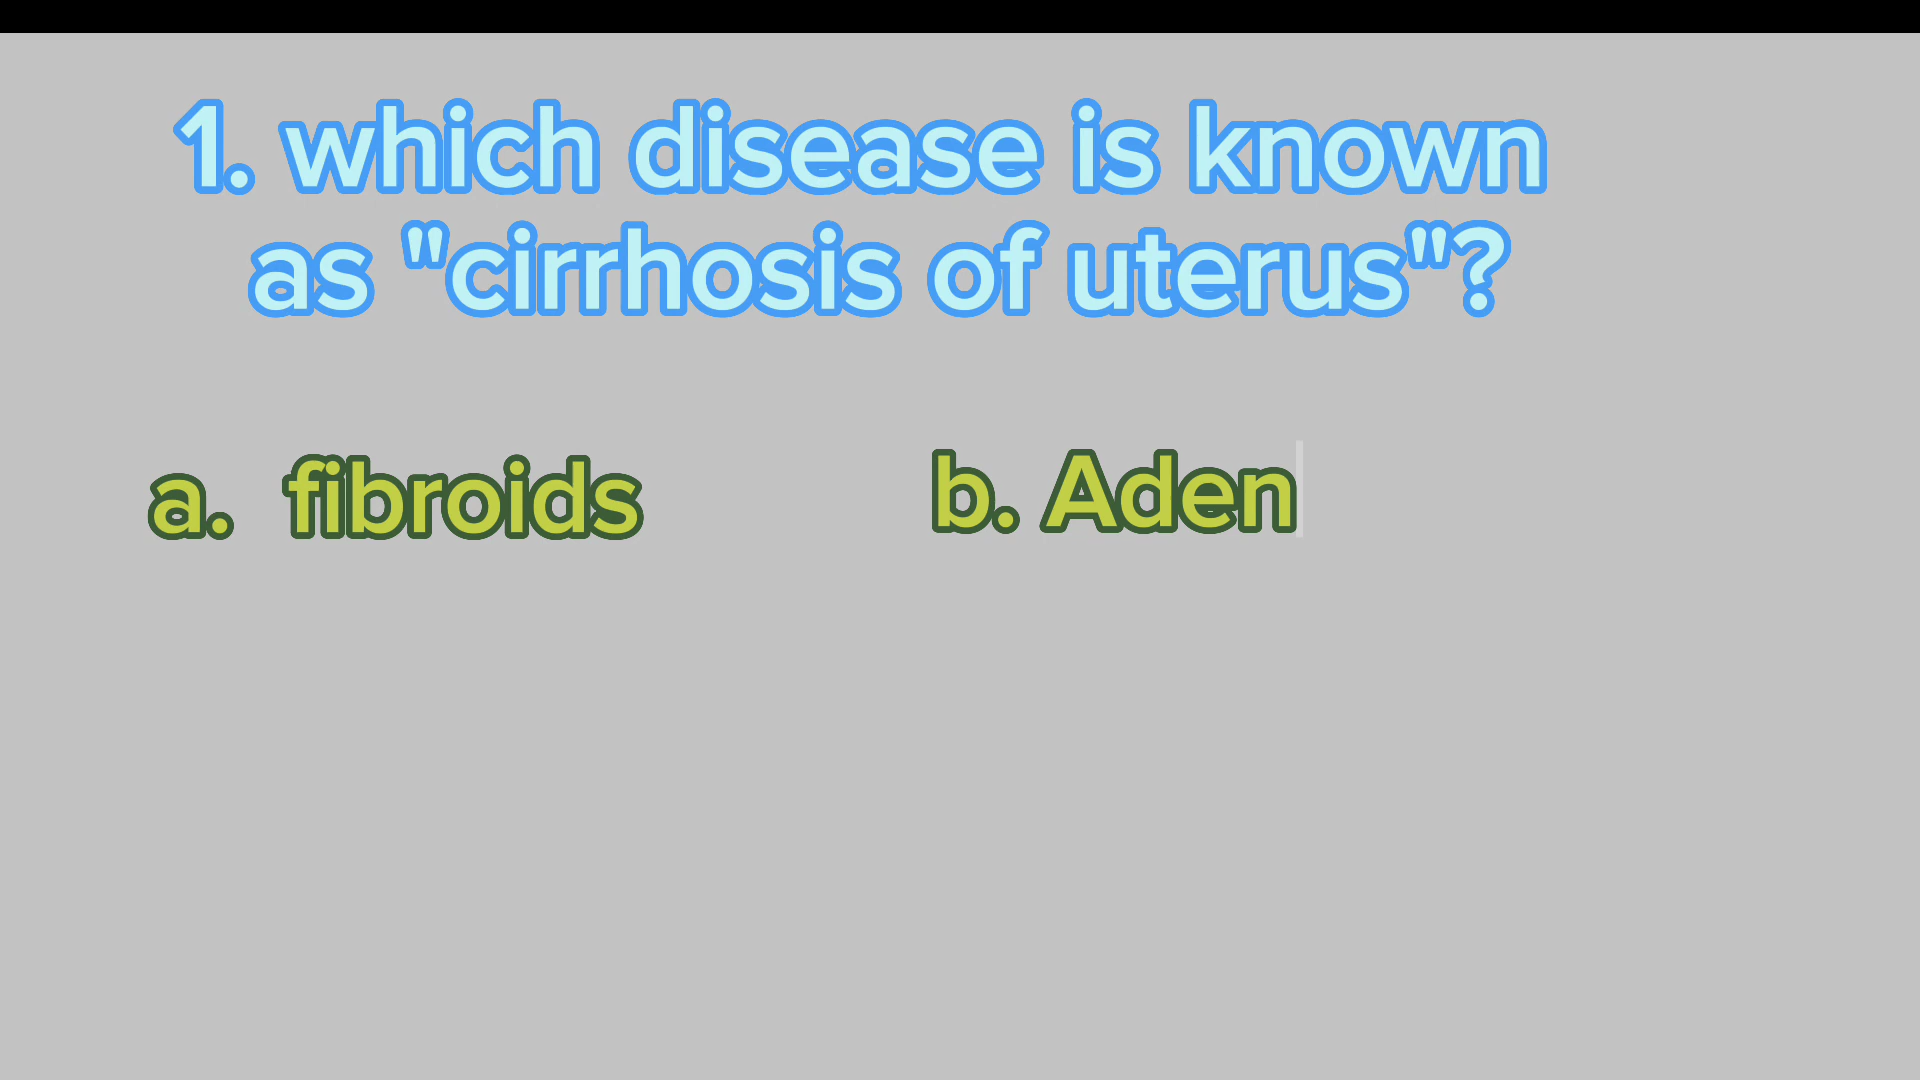 1. which disease is known
as "cirrhosis of uterus"?
a. fibroids
b. Aden